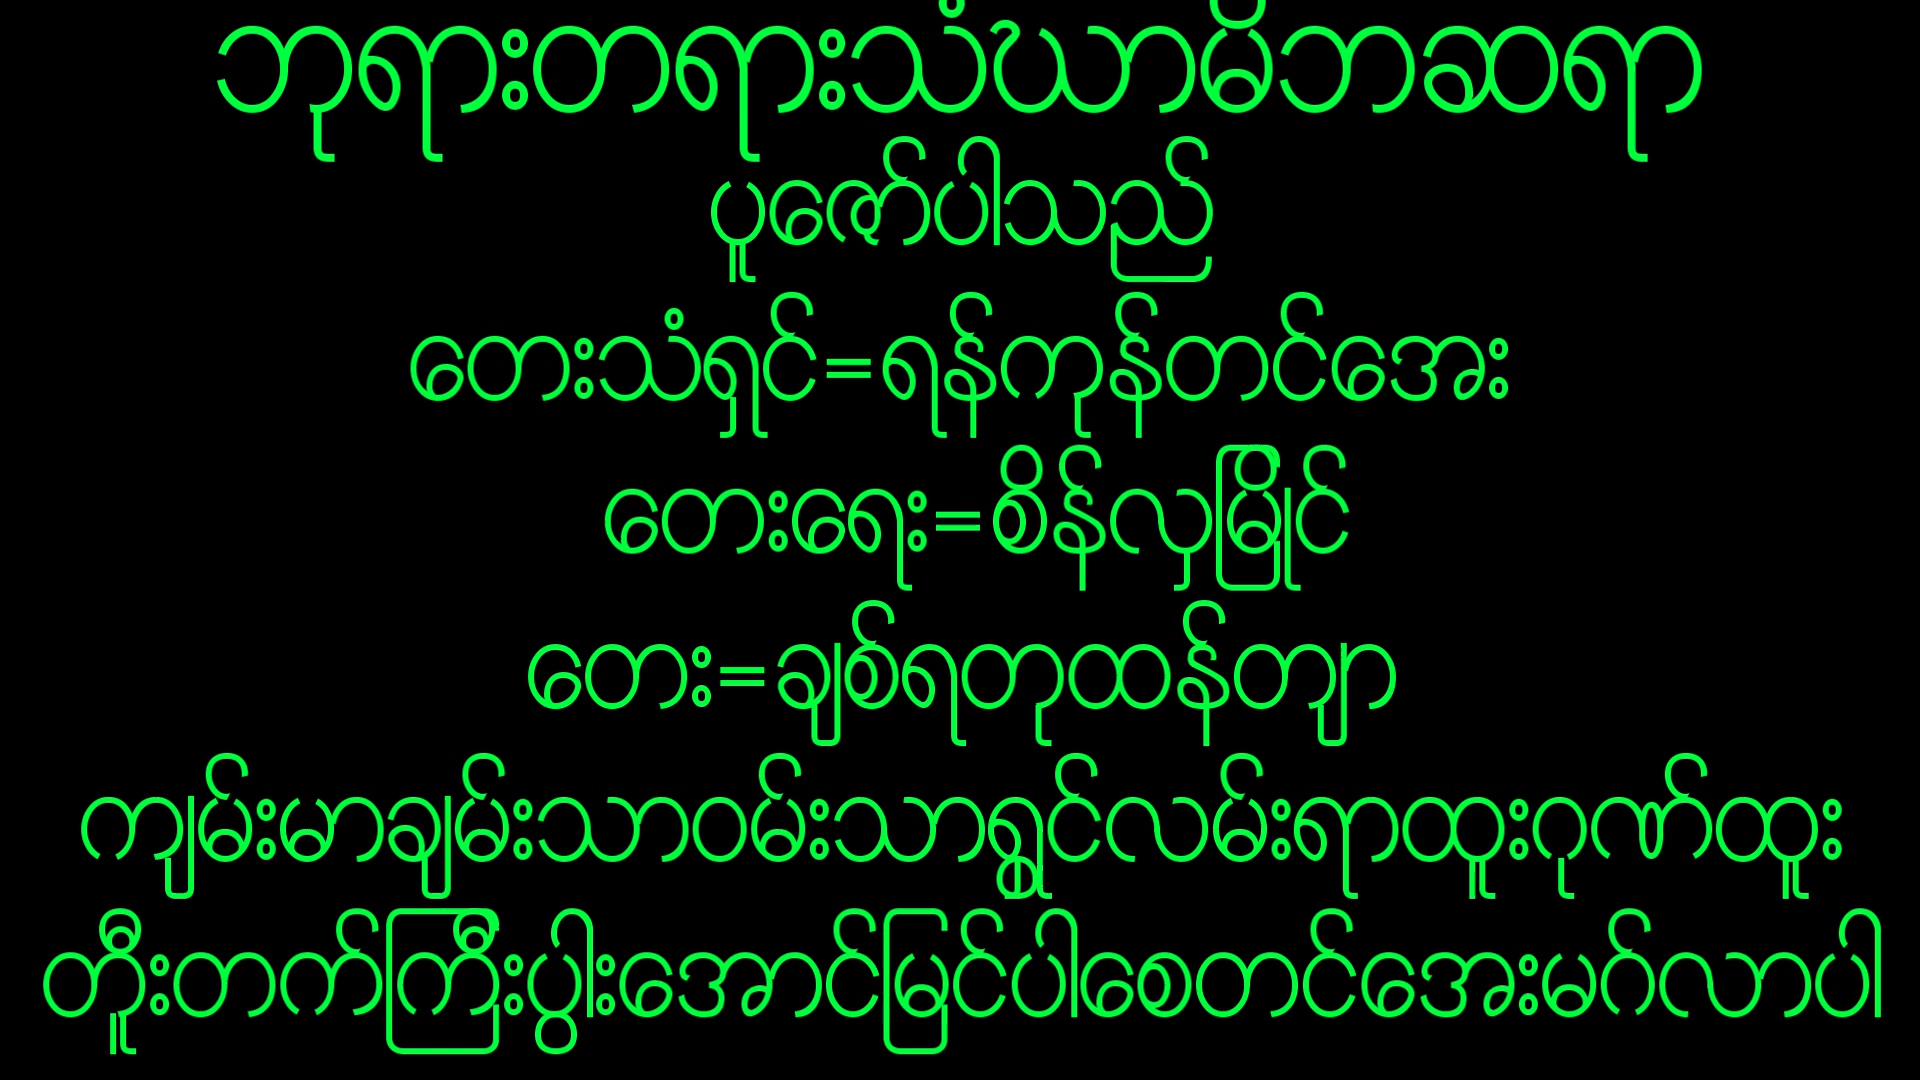 ဘုရားတရားသံဃာမိဘဆရာ
ပူဇော်ပါသည်
တေးသံရှင်=ရန်ကုန်တင်အေး
တေးရေး=စိန်လှမြိုင်
တေး=ချစ်ရတုထန်တျာ
ကျမ်းမာချမ်းသာဝမ်းသာရွှင်လမ်းရာထူးဂုဏ်ထူး
တိုူးတက်ကြီးပွါးအောင်မြင်ပါစေတင်အေးမင်္ဂလာပါ